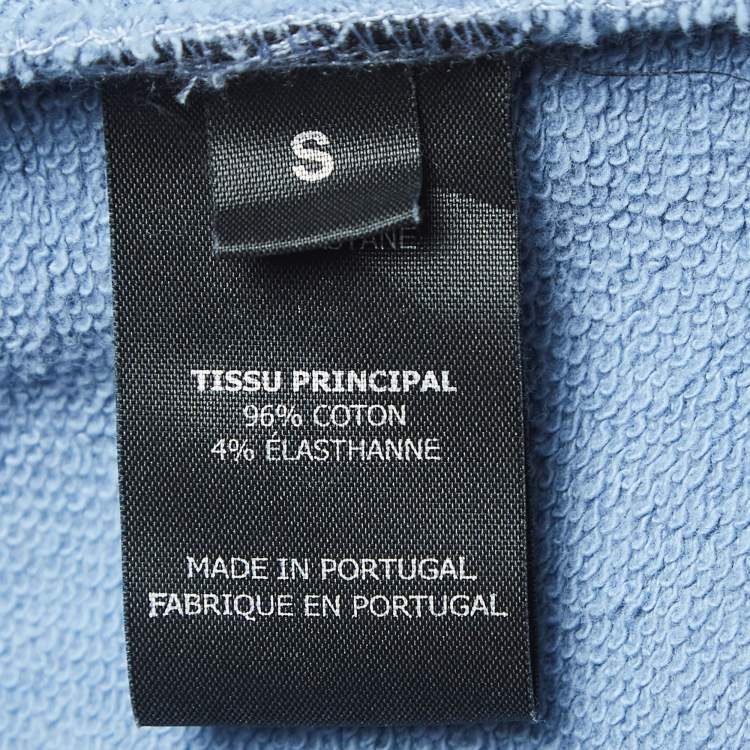 S
TISSU PRINCIPAL
96% COTON
4% ÉLASTHANNE
MADE IN PORTUGAL
FABRIQUE EN PORTUGAL